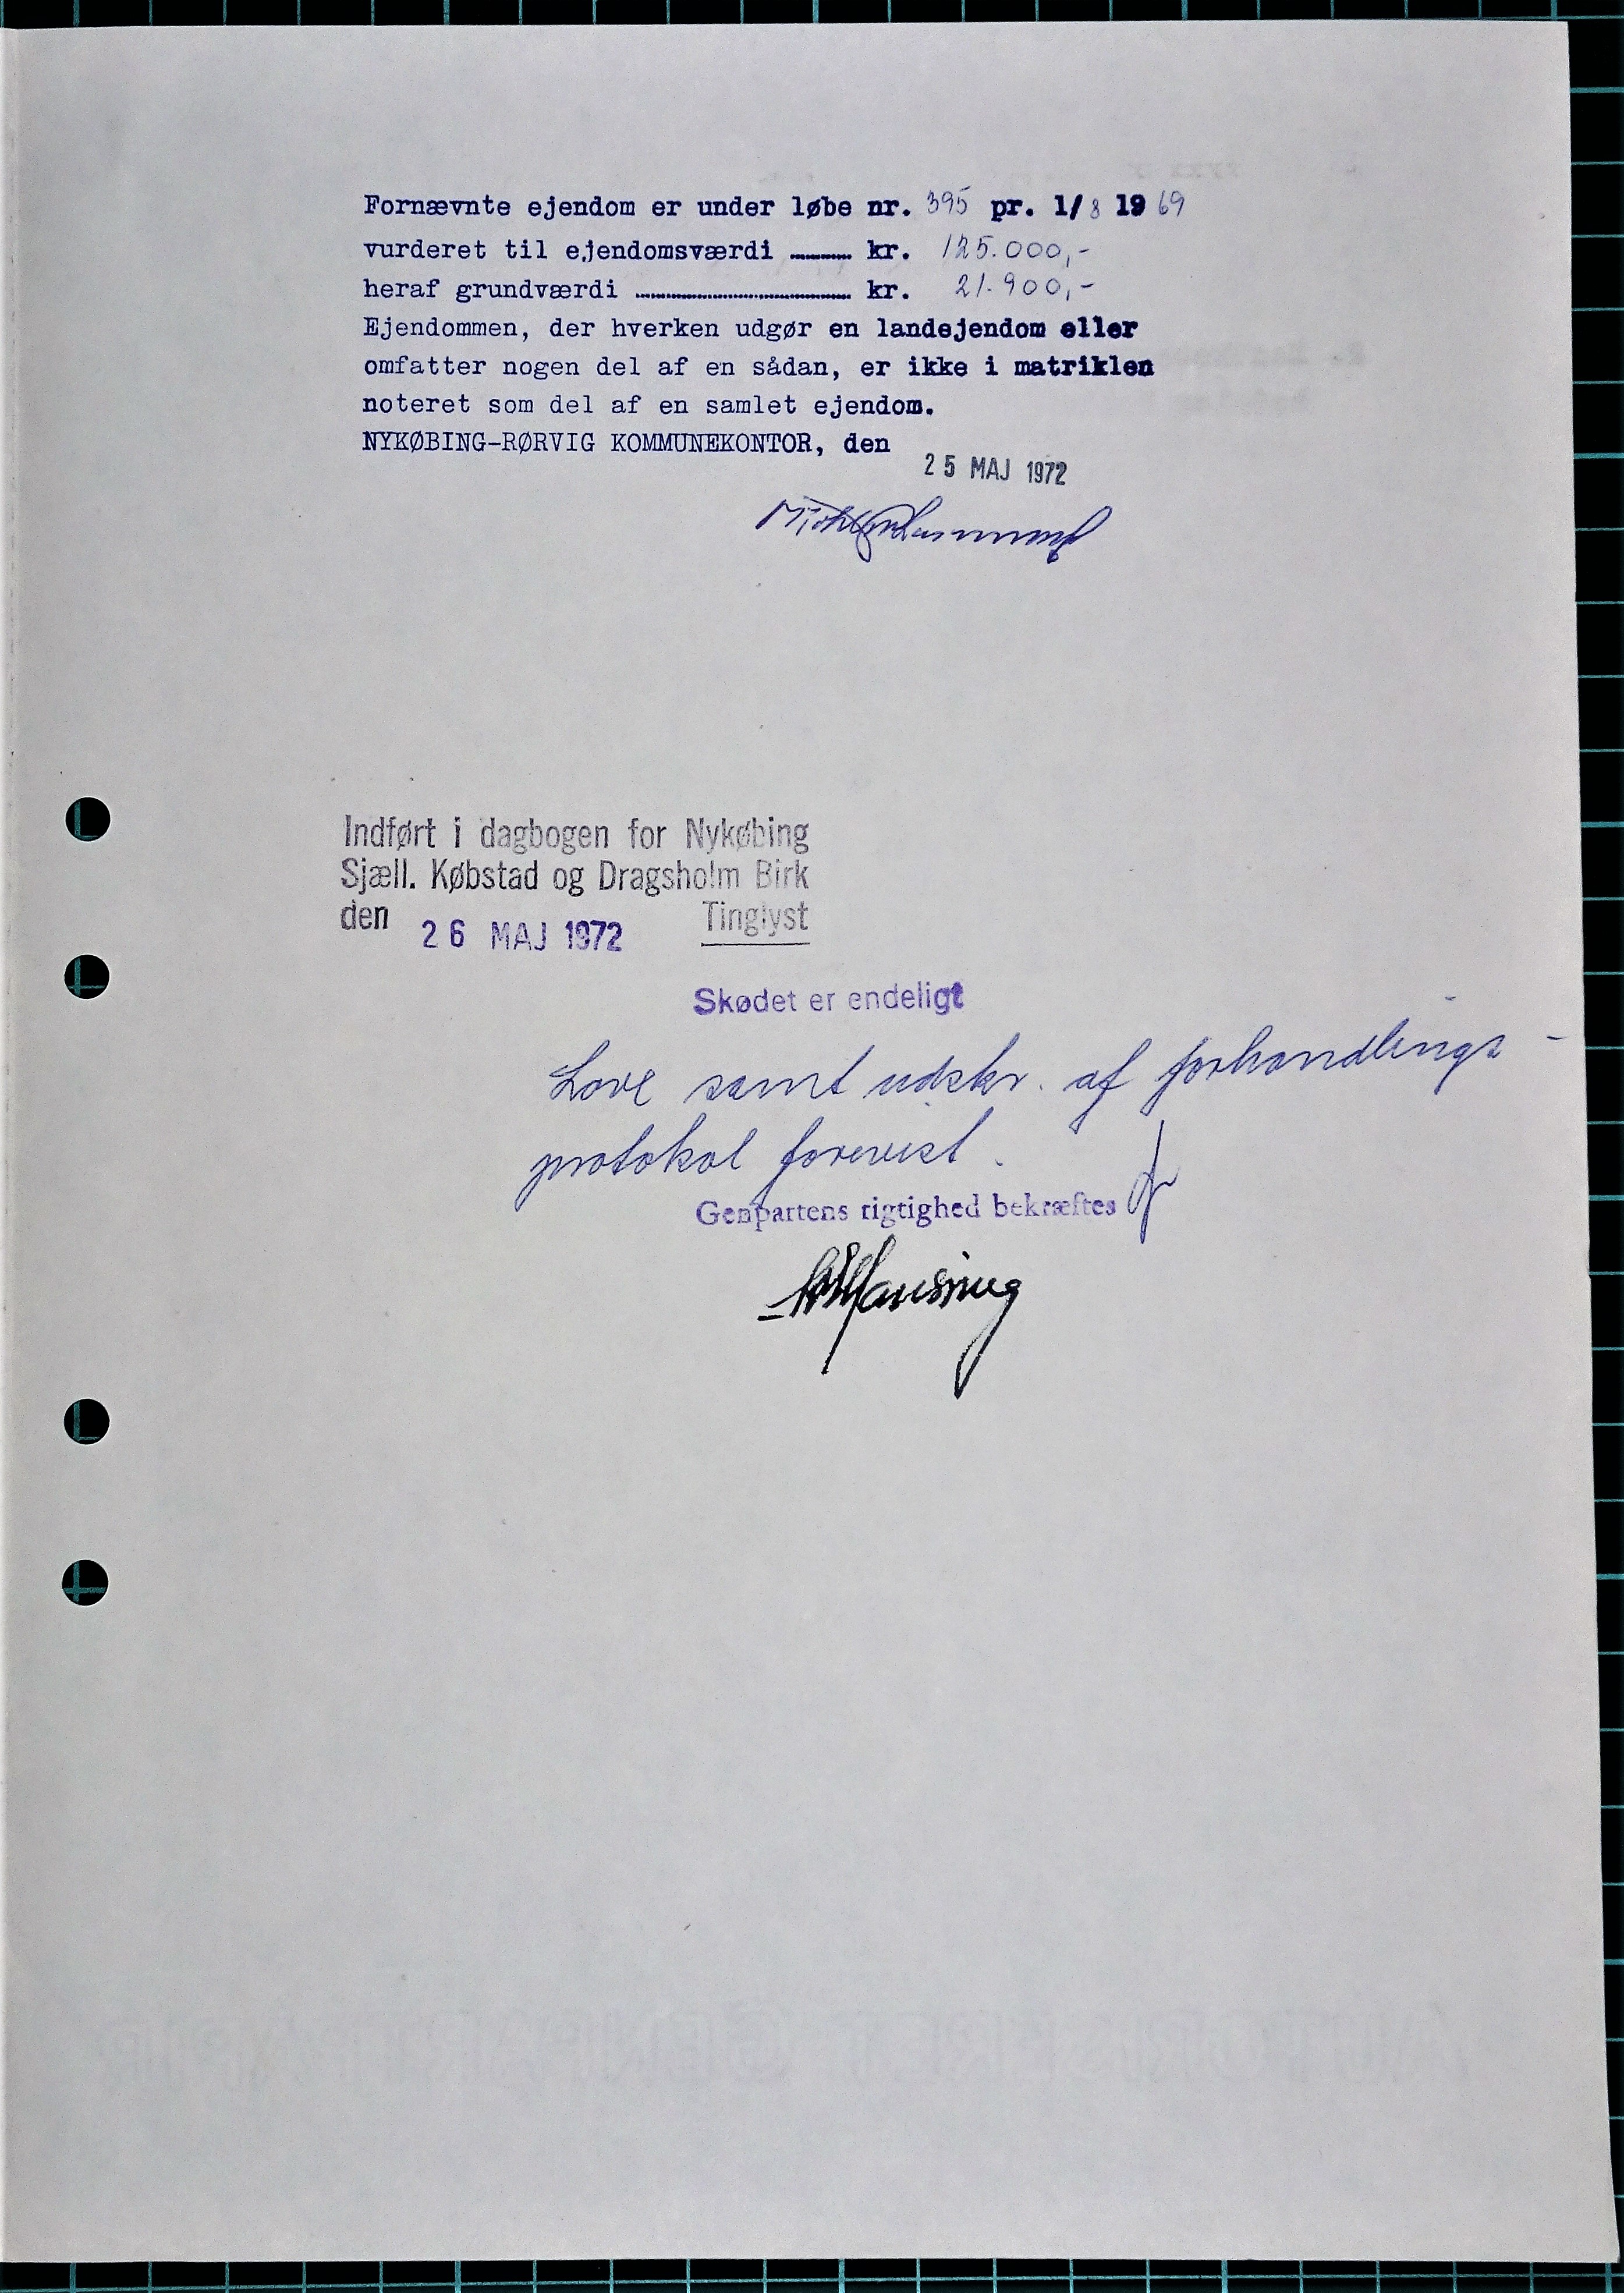 Fornævnte ejendom er under løbe nr. 395 pr. 1/8 1969
vurderet til ejendomsværdi ......... kr. 125.000,-
heraf grundværdi ................................ kr. 21.900,-
Ejendommen, der hverken udgør en landejendom eller
omfatter nogen del af en sådan, er ikke i matriklen
noteret som del af en samlet ejendom.
NYKØBING-RØRVIG KOMMUNEKONTOR, den
25 MAJ 1972
Indført i dagbogen for Nykøbing
Sjæll. Købstad og Dragsholm Birk
den 26 MAJ 1972 Tinglyst
Skødet er endeligt
Love samt udskr. af forhandlings-
protokol forevist.
Genpartens rigtighed bekræftes